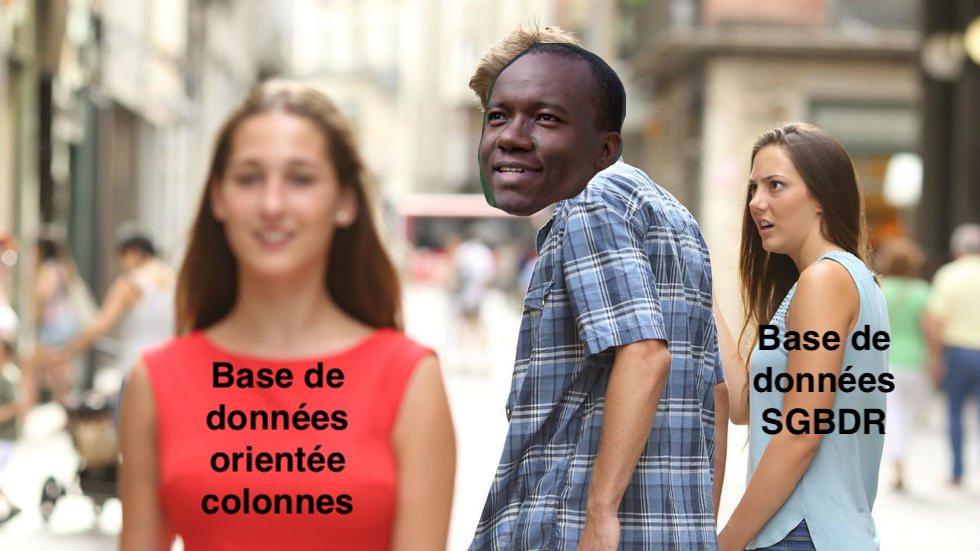 Base de
données
orientée
colonnes
Base de
données
SGBDR